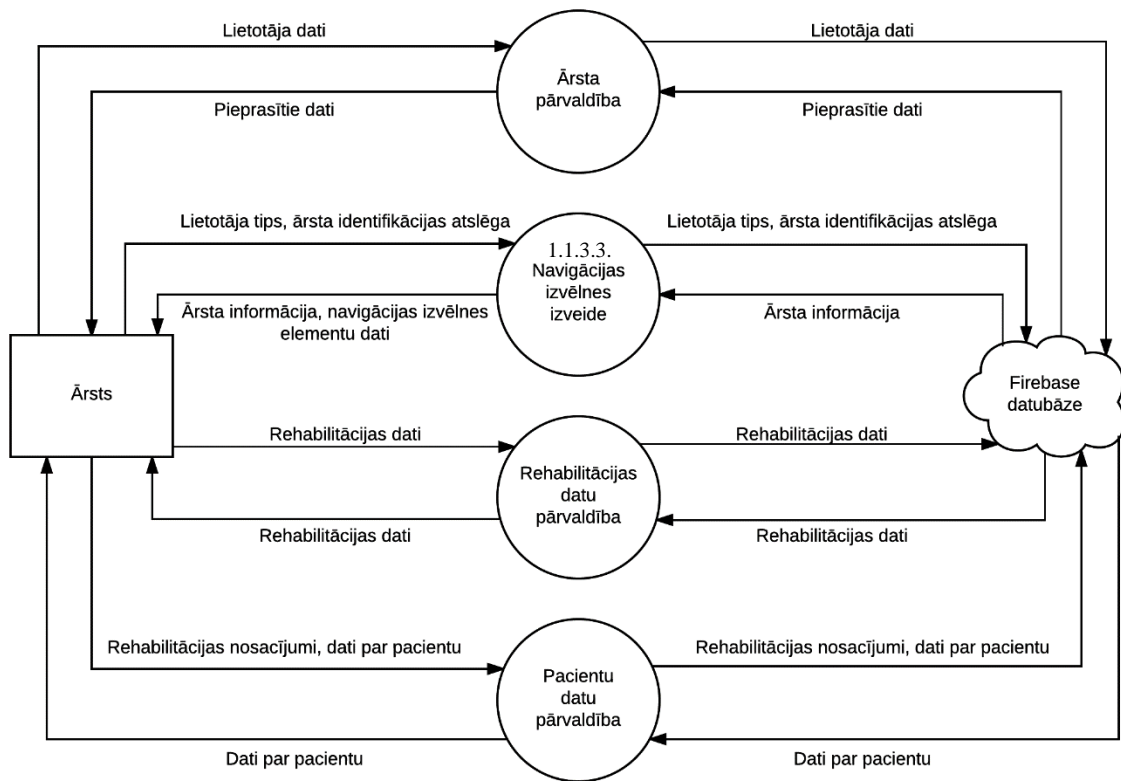 Lietotāja dati
Lietotāja dati
Ārsta
pārvaldība
Pieprasītie dati
Pieprasītie dati
Lietotāja tips, ārsta identifikācijas atslēga
Lietotāja tips, ārsta identifikācijas atslēga
1.1.3.3.
Navigācijas
izvēlnes
izveide
Ārsta informācija, navigācijas izvēlnes
elementu dati
Ārsta informācija
Ārsts
Firebase
datubāze
Rehabilitācijas dati
Rehabilitācijas dati
Rehabilitācijas
datu
pārvaldība
Rehabilitācijas dati
Rehabilitācijas dati
Rehabilitācijas nosacījumi, dati par pacientu
Rehabilitācijas nosacījumi, dati par pacientu
Pacientu
datu
pārvaldība
Dati par pacientu
Dati par pacientu